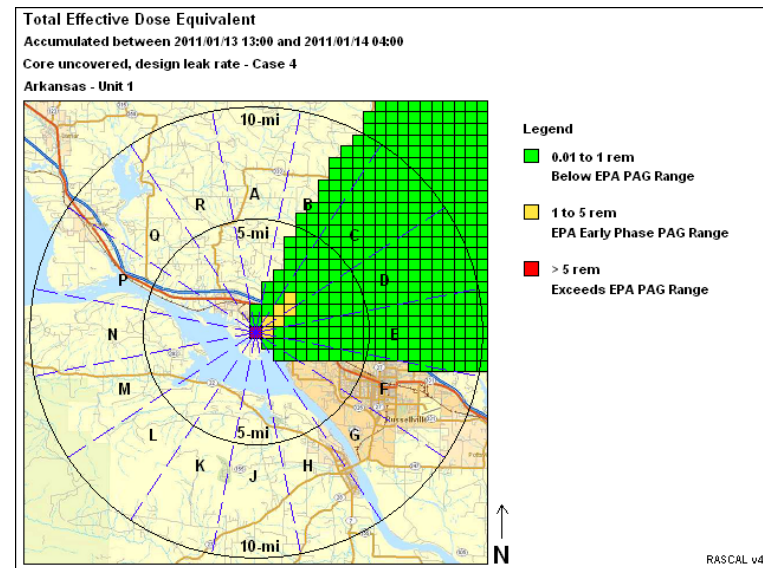 Total Effective Dose Equivalent
Accumulated between 2011/01/13 13:00 and 2011/01/14 04:00
Core uncovered, design leak rate - Case 4
Arkansas - Unit 1
10-mi
R
A
B
Q
5-mi
C
P
D
N
E
M
F
Russellville
L
5-mi
G
K
J
H
10-mi
Legend
0.01 to 1 rem
Below EPA PAG Range
1 to 5 rem
EPA Early Phase PAG Range
> 5 rem
Exceeds EPA PAG Range
N
RASCAL v4